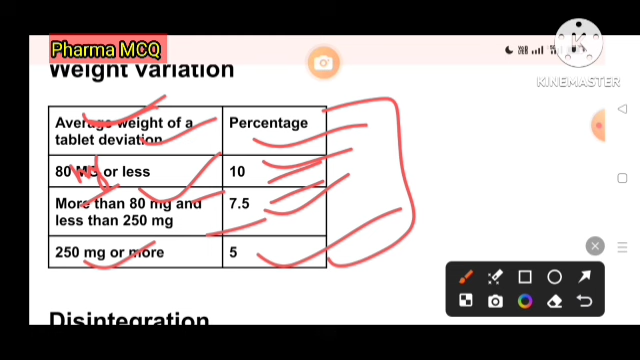 Pharma MCQ
Weight Variation
KINEMASTER
Average weight of a
tablet deviation
Percentage
80 MG or less
10
More than 80 mg and
less than 250 mg
7.5
250 mg or more
5
Disintegration